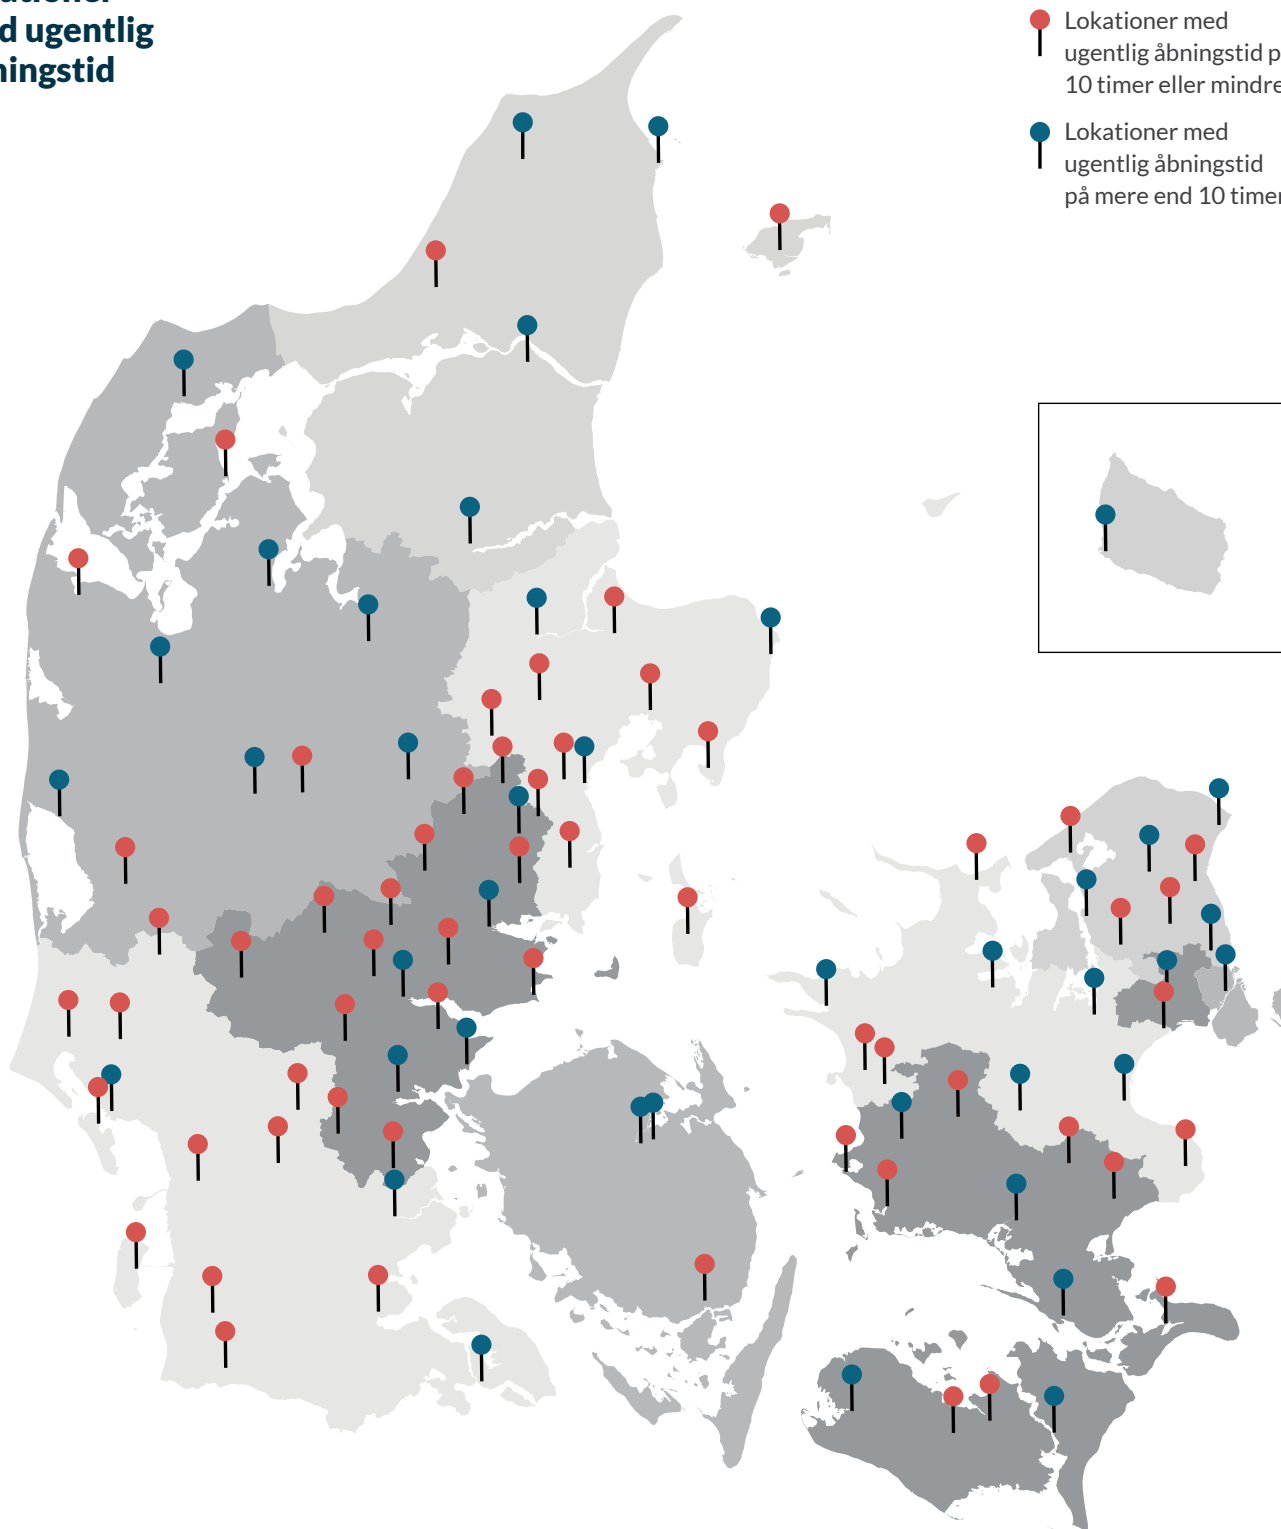 d ugentlig
ningstid
Lokationer med
ugentlig åbningstid p
10 timer eller mindre
Lokationer med
ugentlig åbningstid
på mere end 10 timer